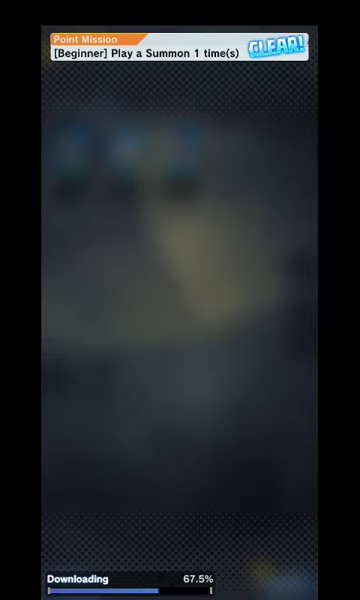 Point Mission
[Beginner] Play a Summon 1 time(s)
CLEAR!
Downloading 67.5%